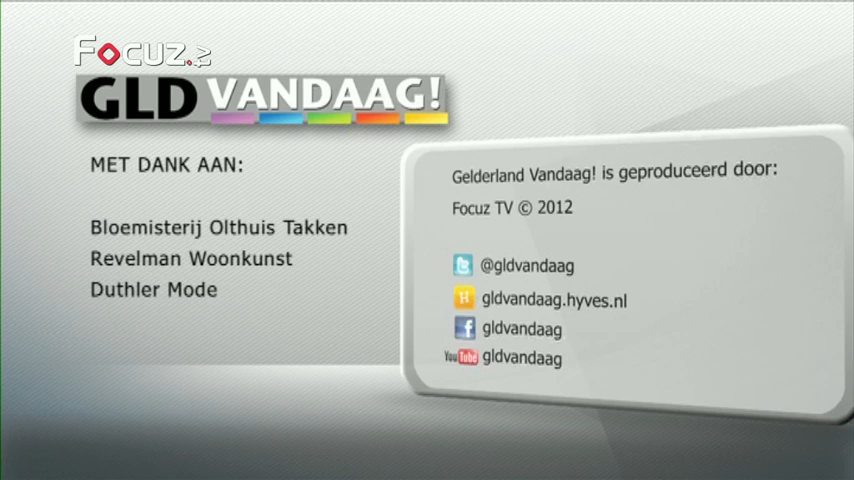 Focuz.tv
GLD VANDAAG!
MET DANK AAN:
Bloemisterij Olthuis Takken
Revelman Woonkunst
Duthler Mode
Gelderland Vandaag! is geproduceerd door:
Focuz TV © 2012
@gldvandaag
H gldvandaag.hyves.nl
f gldvandaag
YouTube gldvandaag